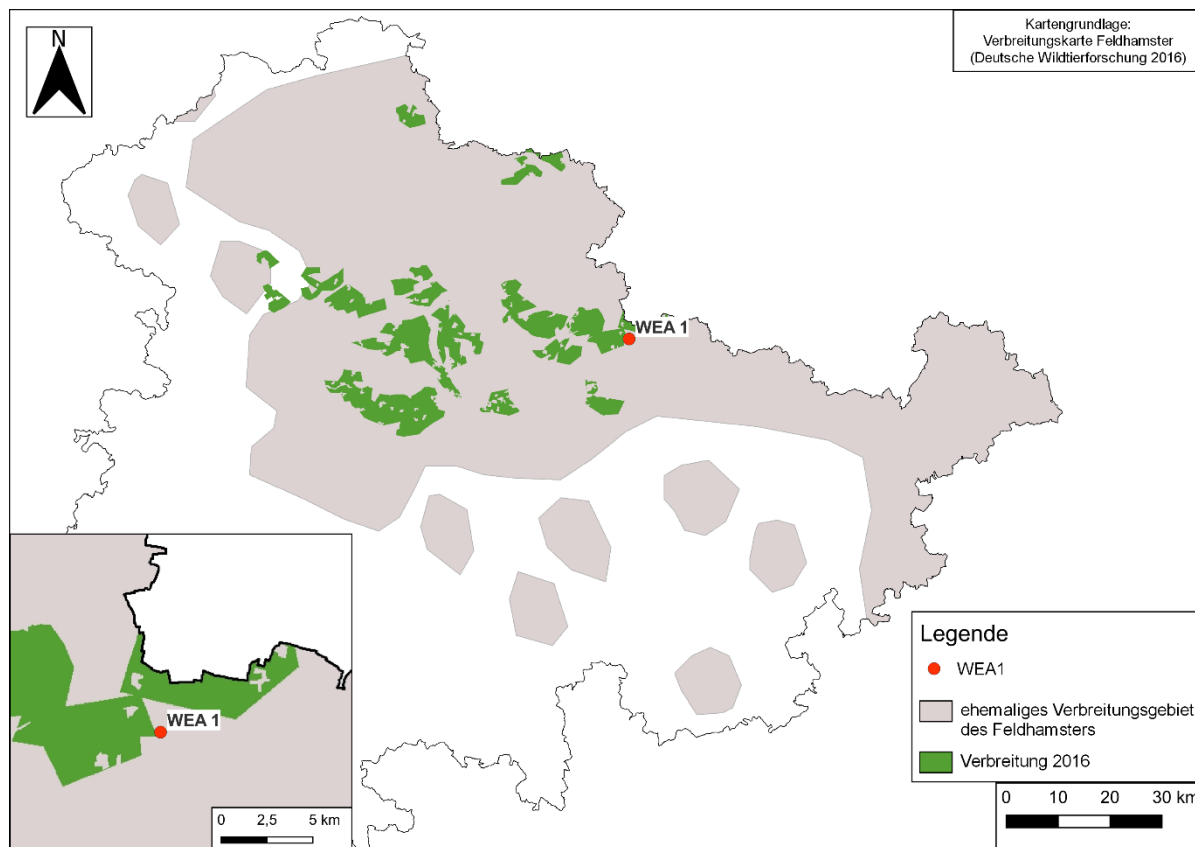 N
Kartengrundlage:
Verbreitungskarte Feldhamster
(Deutsche Wildtierforschung 2016)
WEA 1
WEA 1
0 2,5 5 km
Legende
WEA1
ehemaliges Verbreitungsgebiet
des Feldhamsters
Verbreitung 2016
0 10 20 30 km